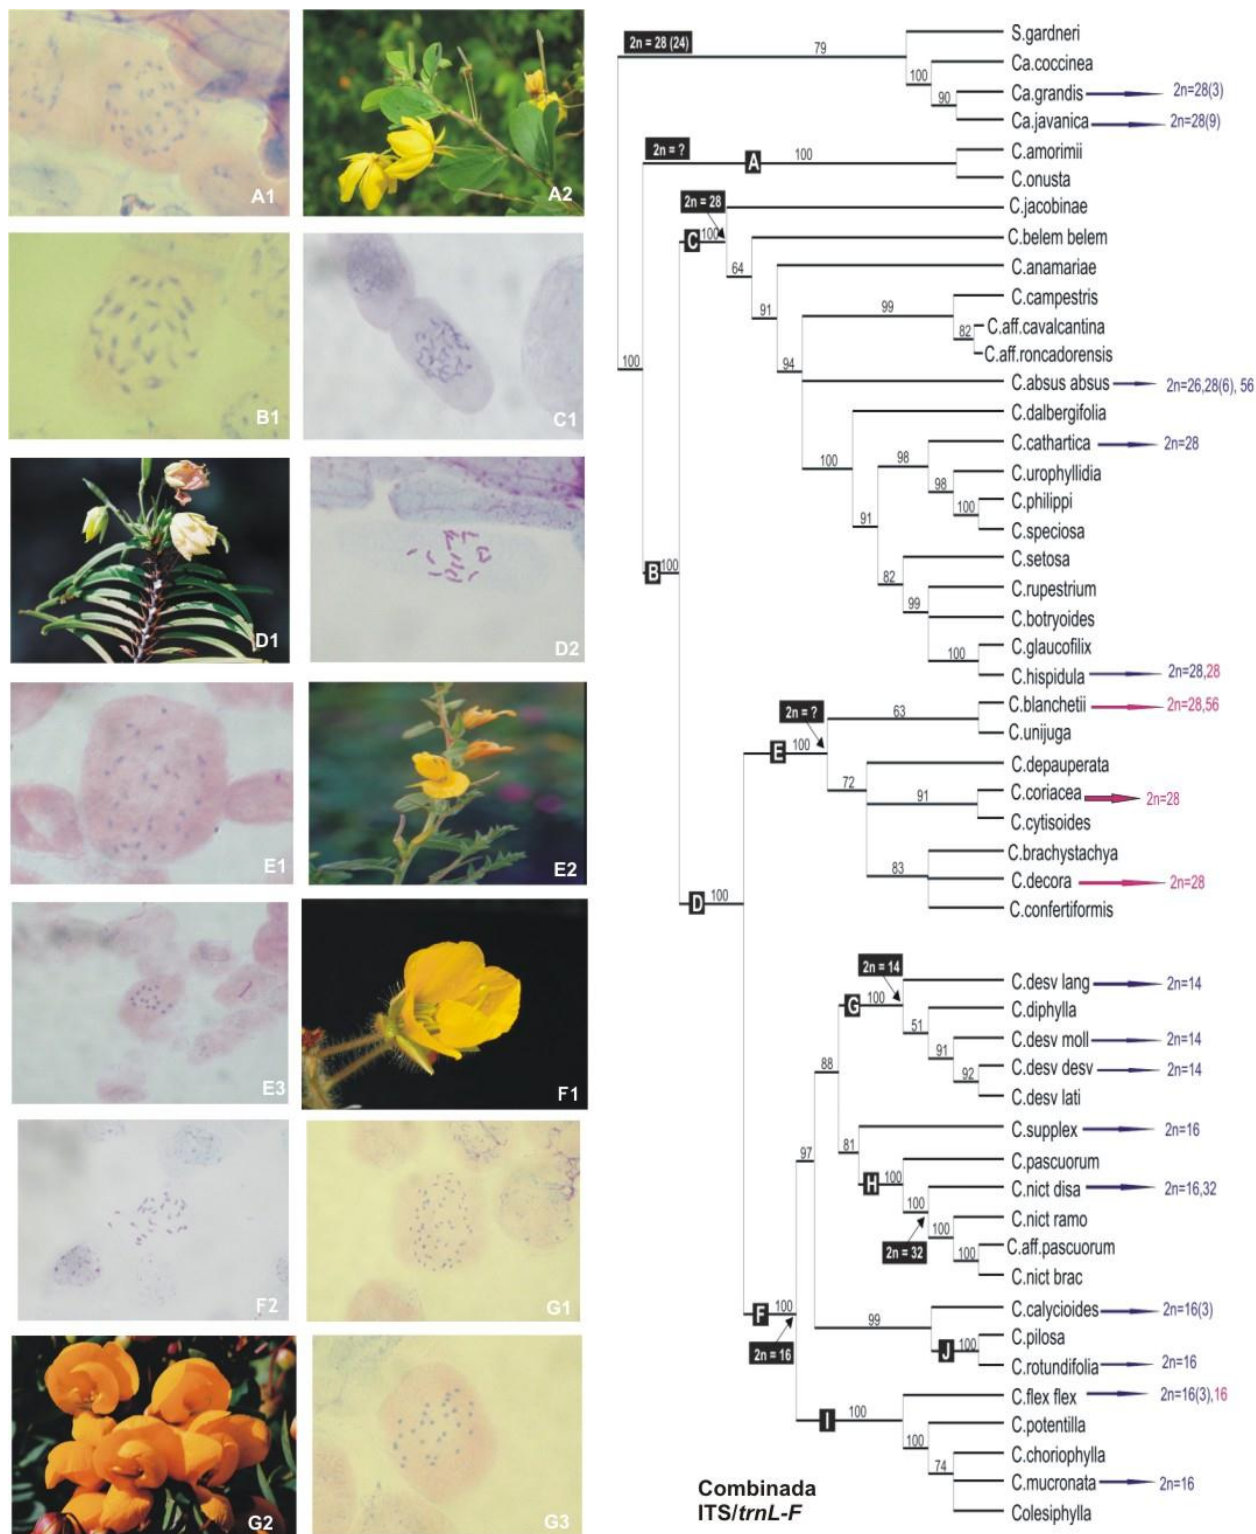 A1
A2
B1
C1
D1
D2
E1
E2
E3
F1
F2
G1
G2
G3
2n = 28 (24)
79
S.gardneri
100
Ca.coccinea
90
Ca.grandis
2n=28(3)
Ca.javanica
2n=28(9)
2n = ?
A
100
C.amorimii
C.onusta
2n = 28
C
100
C.jacobinae
64
C.belem belem
91
C.anamariae
99
C.campestris
82
C.aff.cavalcantina
C.aff.roncadorensis
100
94
C.absus absus
2n=26,28(6), 56
C.dalbergifolia
100
98
C.cathartica
2n=28
98
C.urophyllidia
100
C.philippi
91
C.speciosa
B
100
82
C.setosa
99
C.rupestrium
C.botryoides
100
C.glaucofilix
C.hispidula
2n=28,28
2n = ?
63
C.blanchetii
2n=28,56
C.unijuga
E
100
72
C.depauperata
91
C.coriacea
2n=28
C.cytisoides
83
C.brachystachya
C.decora
2n=28
C.confertiformis
D
100
2n = 14
G
100
C.desv lang
2n=14
51
C.diphylla
91
C.desv moll
2n=14
88
92
C.desv desv
2n=14
C.desv lati
81
C.supplex
2n=16
97
H
100
C.pascuorum
100
C.nict disa
2n=16,32
100
C.nict ramo
2n = 32
100
C.aff.pascuorum
C.nict brac
F
100
2n = 16
99
C.calycioides
2n=16(3)
J
100
C.pilosa
C.rotundifolia
2n=16
I
100
C.flex flex
2n=16(3),16
100
C.potentilla
74
C.choriophylla
C.mucronata
2n=16
Colesiphylla
Combinada
ITS/trnL-F